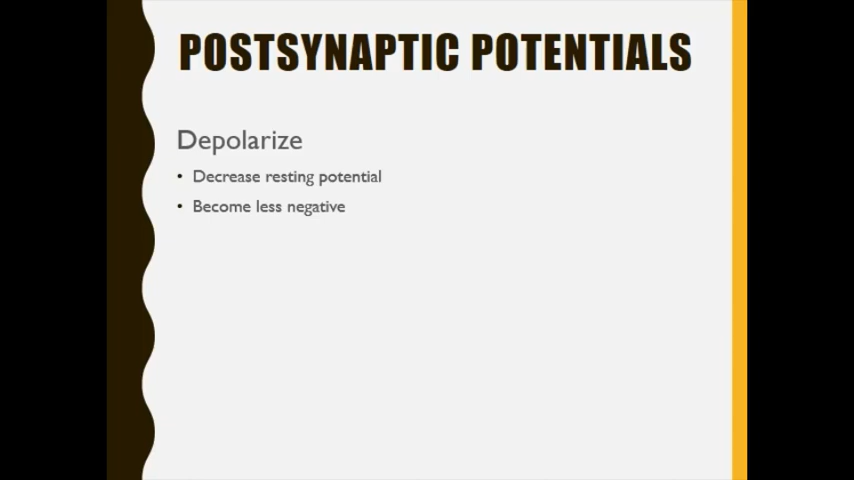 POSTSYNAPTIC POTENTIALS
Depolarize
• Decrease resting potential
• Become less negative